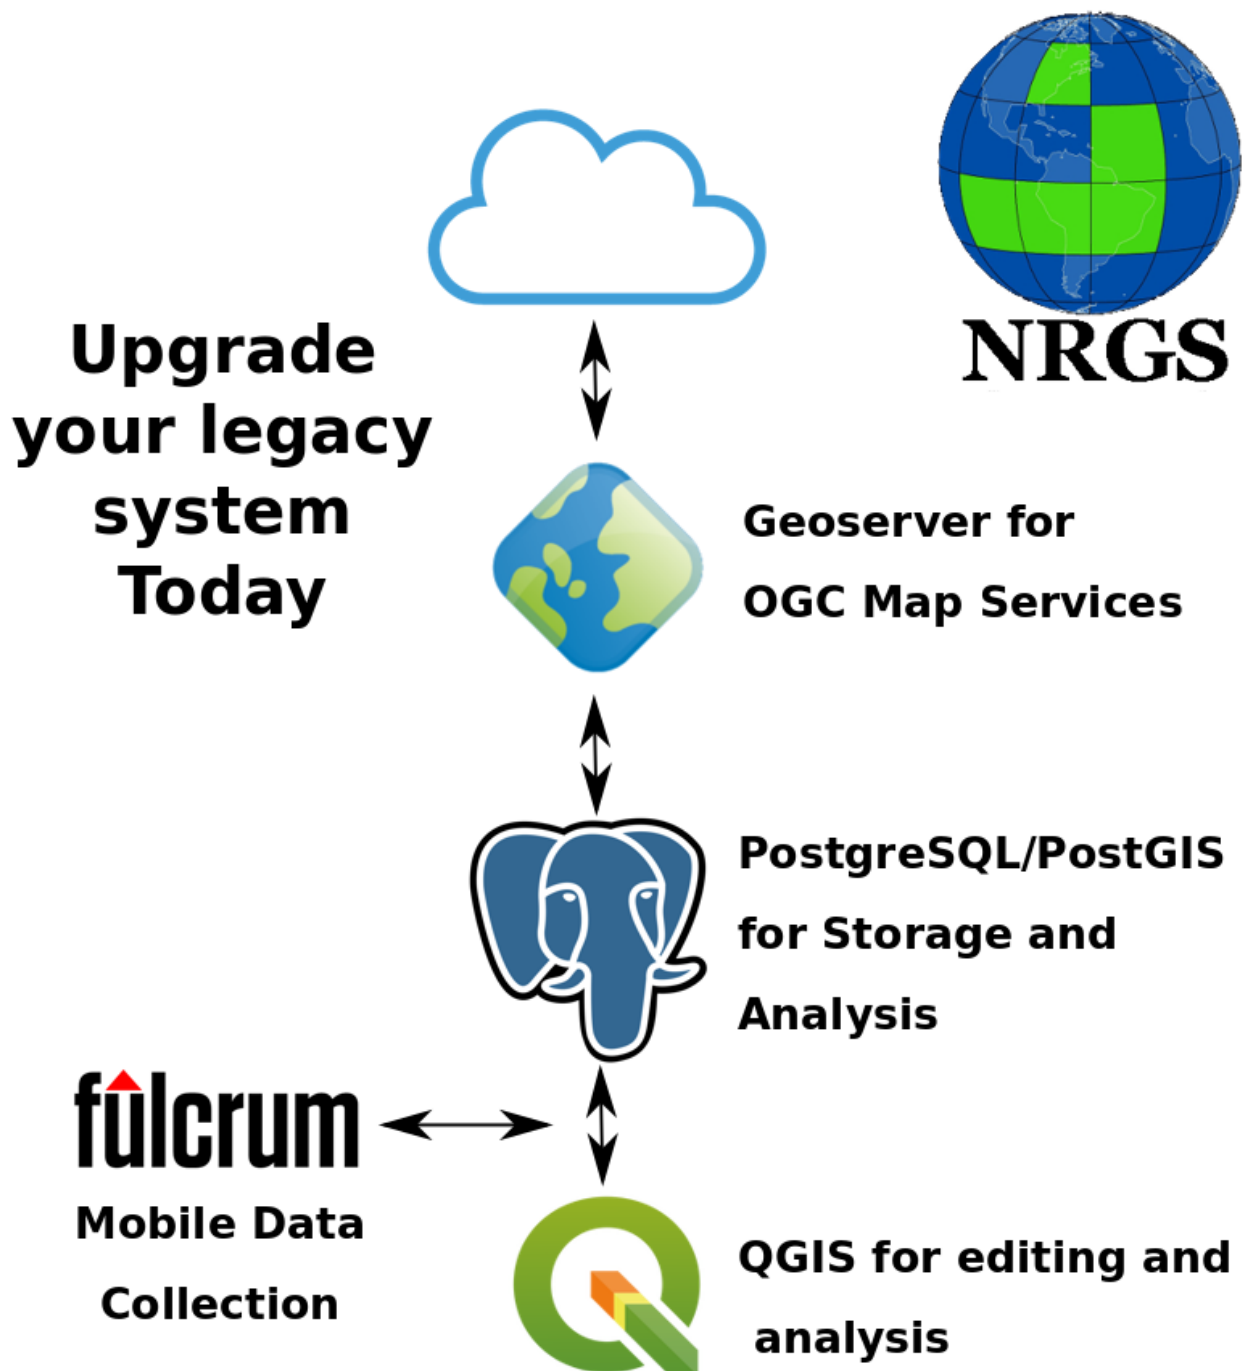 NRGS
Upgrade
your legacy
system
Today
Geoserver for
OGC Map Services
PostgreSQL/PostGIS
for Storage and
Analysis
fulcrum
Mobile Data
Collection
QGIS for editing and
analysis